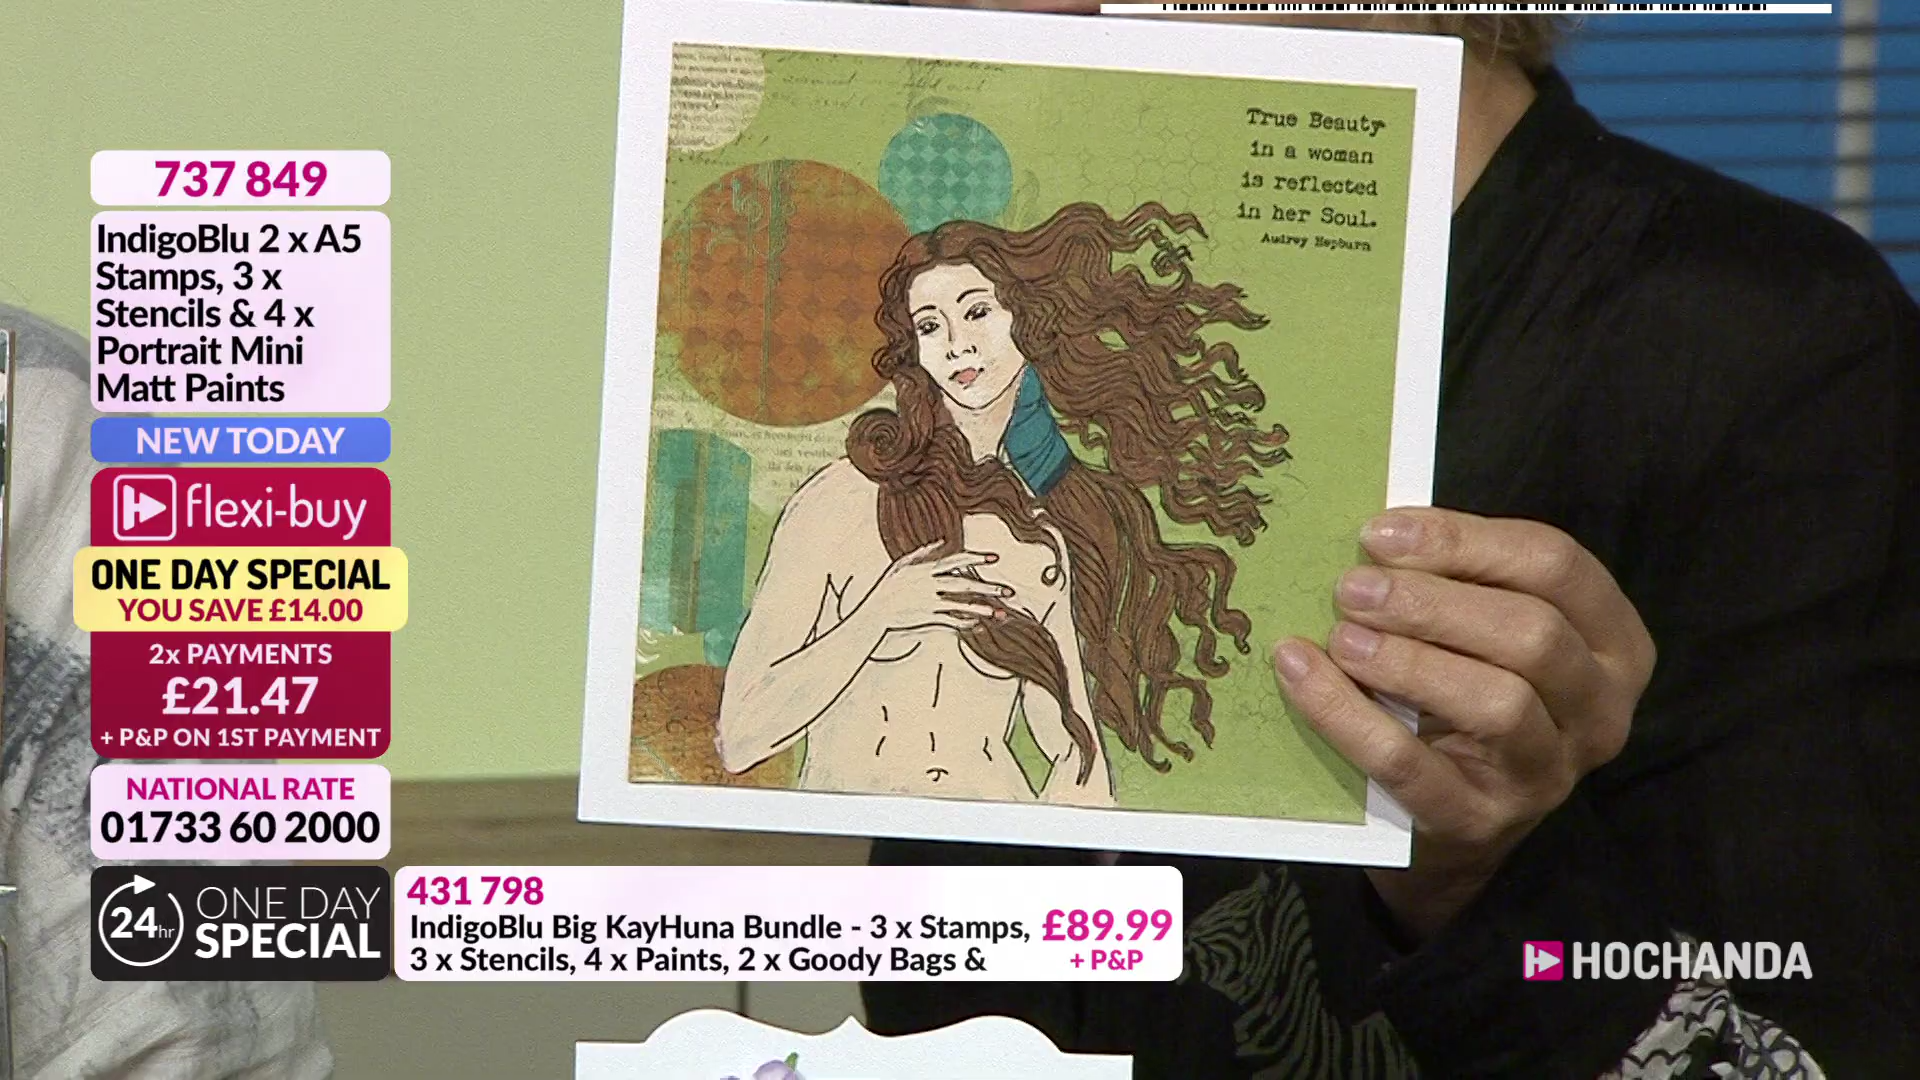 737 849
IndigoBlu 2 x A5
Stamps, 3 x
Stencils & 4 x
Portrait Mini
Matt Paints
NEW TODAY
flexi-buy
ONE DAY SPECIAL
YOU SAVE £14.00
2x PAYMENTS
£21.47
+ P&P ON 1ST PAYMENT
NATIONAL RATE
01733 60 2000
24hr
ONE DAY
SPECIAL
431 798
IndigoBlu Big KayHuna Bundle - 3 x Stamps,
3 x Stencils, 4 x Paints, 2 x Goody Bags &
£89.99
+ P&P
True Beauty
in a woman
is reflected
in her Soul.
Audrey Hepburn
HOCHANDA